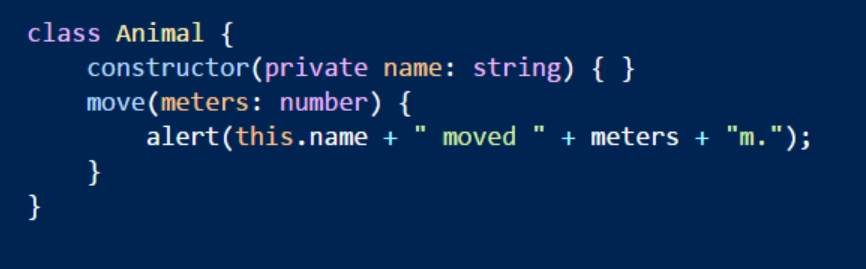 class Animal {
    constructor(private name: string) { }
    move(meters: number) {
        alert(this.name + " moved " + meters + "m.");
    }
}